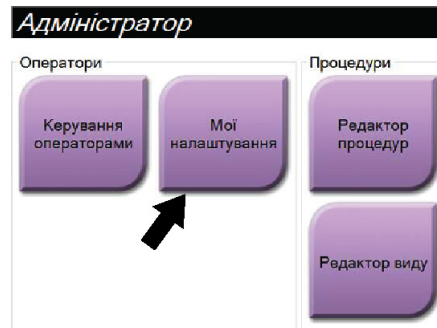 Адміністратор
Оператори
Керування
операторами
Мої
налаштування
Процедури
Редактор
процедур
Редактор виду